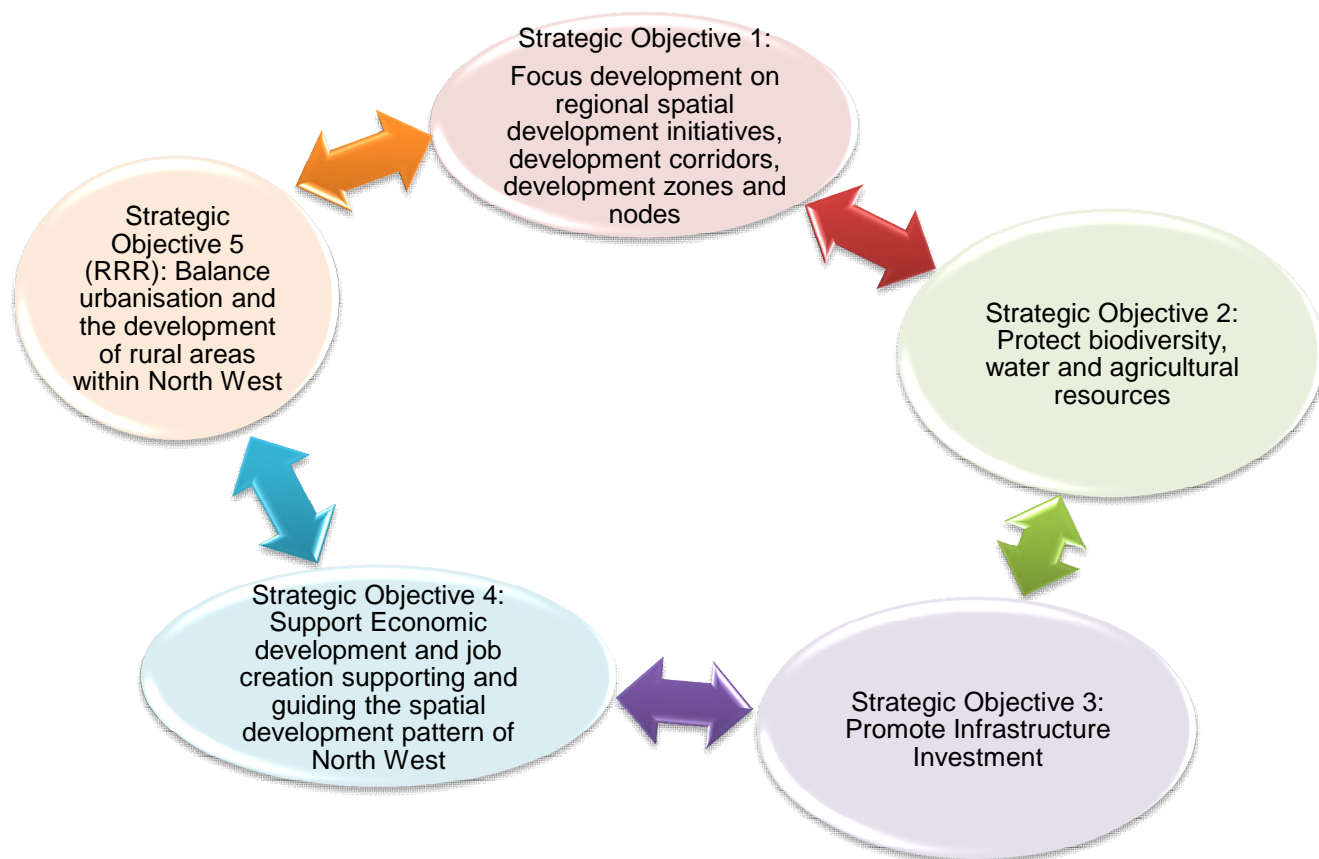 Strategic Objective 1:
Focus development on
regional spatial
development initiatives,
development corridors,
development zones and
nodes
Strategic Objective 2:
Protect biodiversity,
water and agricultural
resources
Strategic Objective 3:
Promote Infrastructure
Investment
Strategic Objective 4:
Support Economic
development and job
creation supporting and
guiding the spatial
development pattern of
North West
Strategic
Objective 5
(RRR): Balance
urbanisation and
the development
of rural areas
within North West